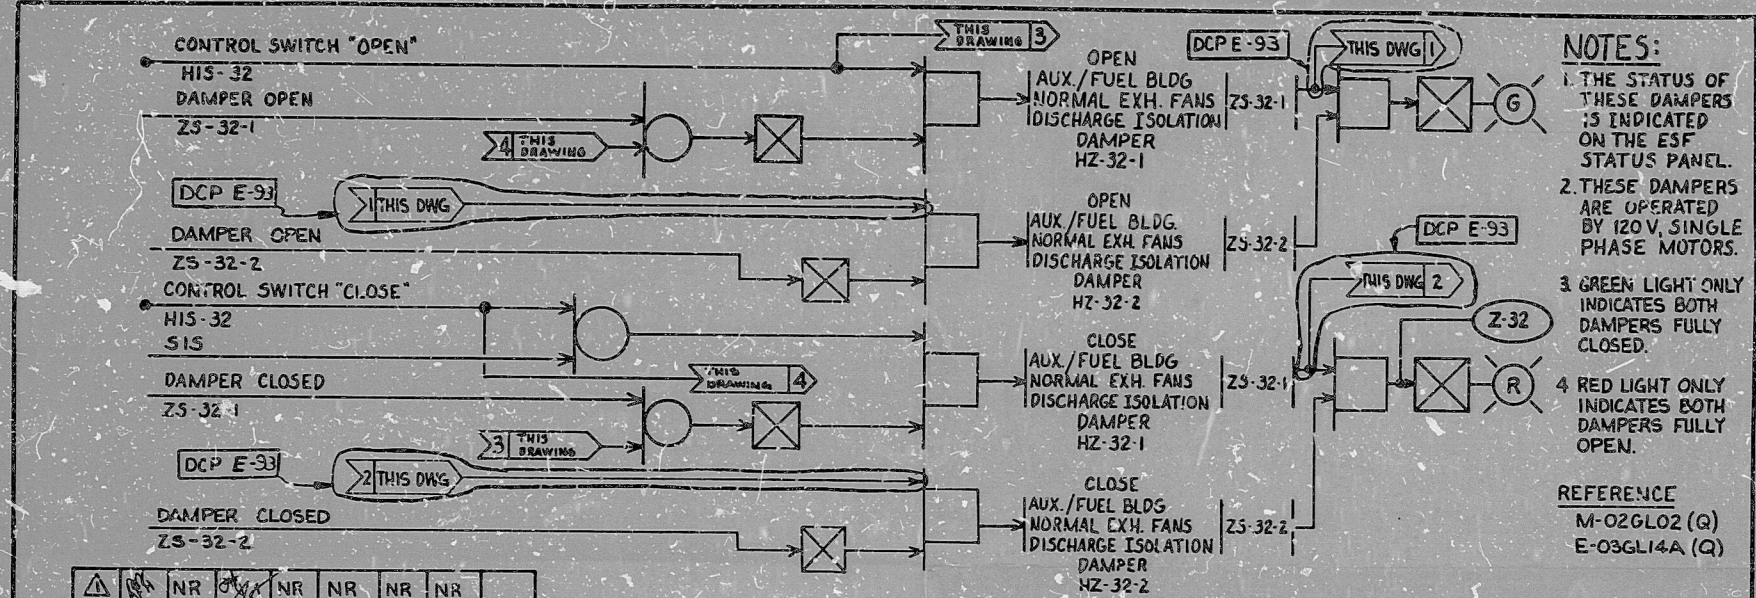 CONTROL SWITCH "OPEN"
HIS-32
DAMPER OPEN
ZS-32-1
4 THIS DRAWING
THIS DRAWING 3
DCP E-93
1 THIS DWG
DAMPER OPEN
ZS-32-2
CONTROL SWITCH "CLOSE"
HIS-32
SIS
THIS DRAWING 4
DAMPER CLOSED
ZS-32-1
3 THIS DRAWING
DCP E-93
2 THIS DWG
DAMPER CLOSED
ZS-32-2
OPEN
AUX./FUEL BLDG
NORMAL EXH. FANS
DISCHARGE ISOLATION
DAMPER
HZ-32-1
ZS-32-1
OPEN
AUX./FUEL BLDG.
NORMAL EXH. FANS
DISCHARGE ISOLATION
DAMPER
HZ-32-2
ZS-32-2
CLOSE
AUX./FUEL BLDG
NORMAL EXH. FANS
DISCHARGE ISOLATION
DAMPER
HZ-32-1
ZS-32-1
CLOSE
AUX./FUEL BLDG
NORMAL EXH. FANS
DISCHARGE ISOLATION
DAMPER
HZ-32-2
ZS-32-2
DCP E-93
THIS DWG 1
G
DCP E-93
THIS DWG 2
Z-32
R
NOTES:
1. THE STATUS OF
THESE DAMPERS
IS INDICATED
ON THE ESF
STATUS PANEL.
2. THESE DAMPERS
ARE OPERATED
BY 120 V, SINGLE
PHASE MOTORS.
3. GREEN LIGHT ONLY
INDICATES BOTH
DAMPERS FULLY
CLOSED.
4 RED LIGHT ONLY
INDICATES BOTH
DAMPERS FULLY
OPEN.
REFERENCE
M-02GL02 (Q)
E-03GL14A (Q)
1 NR NR NR NR NR